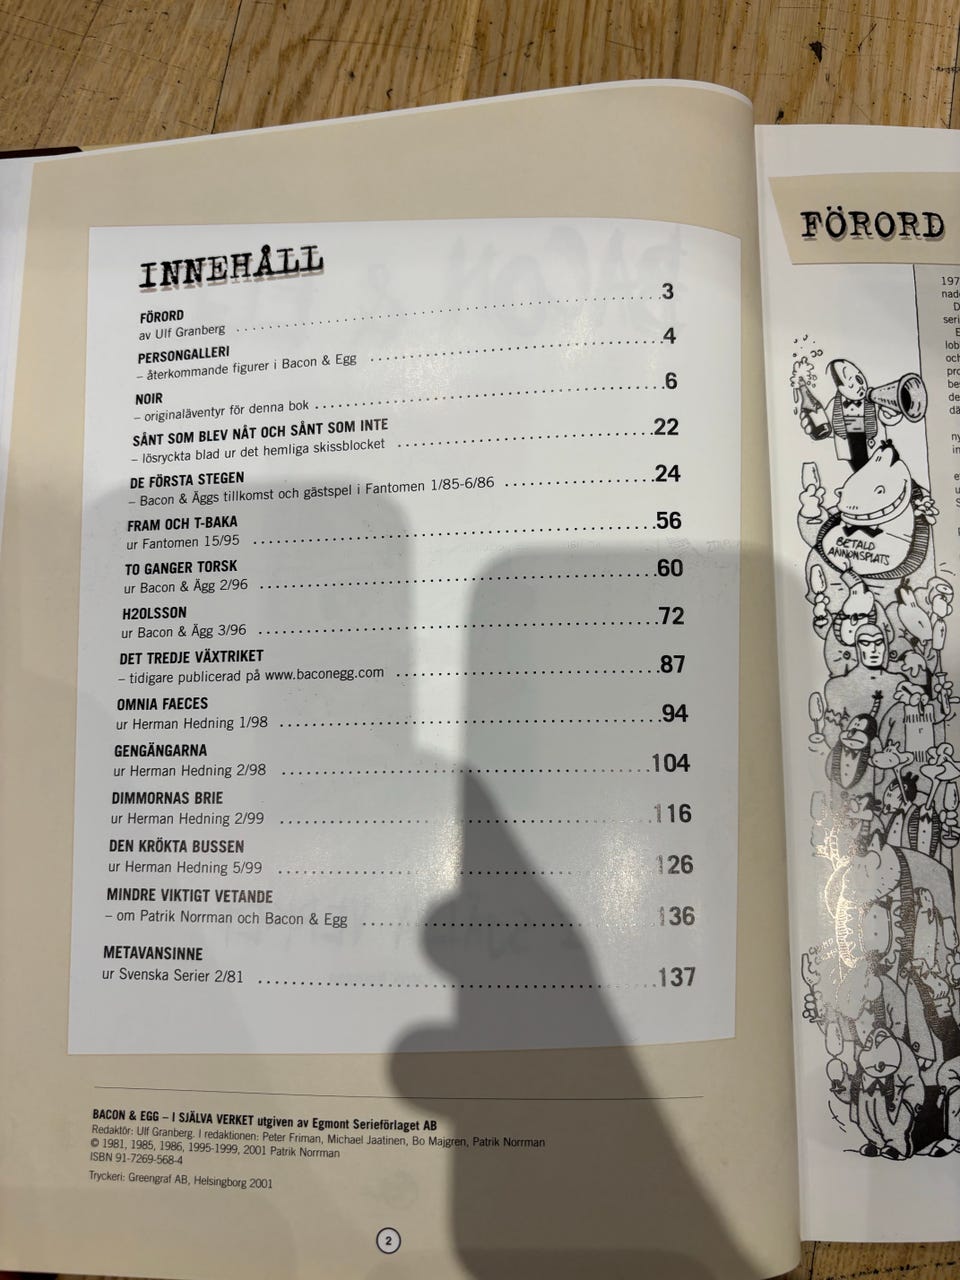 INNEHÅLL
FÖRORD
av Ulf Granberg ........ 3
PERSONGALLERI
– återkommande figurer i Bacon & Egg ........ 4
NOIR
– originaläventyr för denna bok ........ 6
SÅNT SOM BLEV NÅT OCH SÅNT SOM INTE
– lösryckta blad ur det hemliga skissblocket ........ 22
DE FÖRSTA STEGEN
– Bacon & Äggs tillkomst och gästspel i Fantomen 1/85-6/86 ........ 24
FRAM OCH T-BAKA
ur Fantomen 15/95 ........ 56
TO GANGER TORSK
ur Bacon & Ägg 2/96 ........ 60
H2OLSSON
ur Bacon & Ägg 3/96 ........ 72
DET TREDJE VÄXTRIKET
– tidigare publicerad på www.baconegg.com ........ 87
OMNIA FAECES
ur Herman Hedning 1/98 ........ 94
GENGÄNGARNA
ur Herman Hedning 2/98 ........ 104
DIMMORNAS BRIE
ur Herman Hedning 2/99 ........ 116
DEN KRÖKTA BUSSEN
ur Herman Hedning 5/99 ........ 126
MINDRE VIKTIGT VETANDE
– om Patrik Norrman och Bacon & Egg ........ 136
METAVANSINNE
ur Svenska Serier 2/81 ........ 137
BACON & EGG – I SJÄLVA VERKET utgiven av Egmont Serieförlaget AB
Redaktör: Ulf Granberg. I redaktionen: Peter Friman, Michael Jaatinen, Bo Majgren, Patrik Norrman
© 1981, 1985, 1986, 1995-1999, 2001 Patrik Norrman
ISBN 91-7269-568-4
Tryckeri: Greengraf AB, Helsingborg 2001
2
FÖRORD
BETALD
ANNONSPLATS